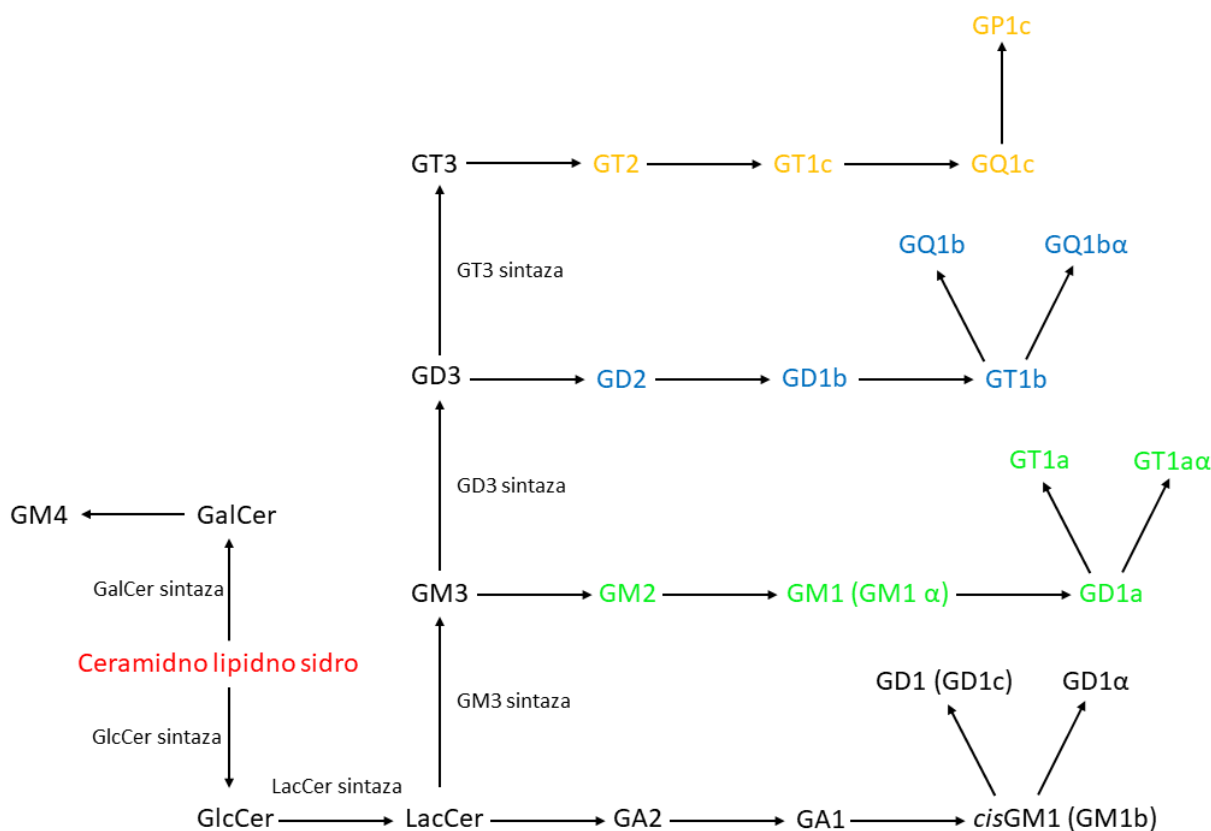 GP1c
GT3 GT2 GT1c GQ1c
GQ1b GQ1bα
GT3 sintaza
GD3 GD2 GD1b GT1b
GT1a GT1aα
GD3 sintaza
GM4 GalCer
GalCer sintaza
GM3 GM2 GM1 (GM1 α) GD1a
Ceramidno lipidno sidro
GD1 (GD1c) GD1α
GM3 sintaza
GlcCer sintaza
LacCer sintaza
GlcCer LacCer GA2 GA1 cisGM1 (GM1b)